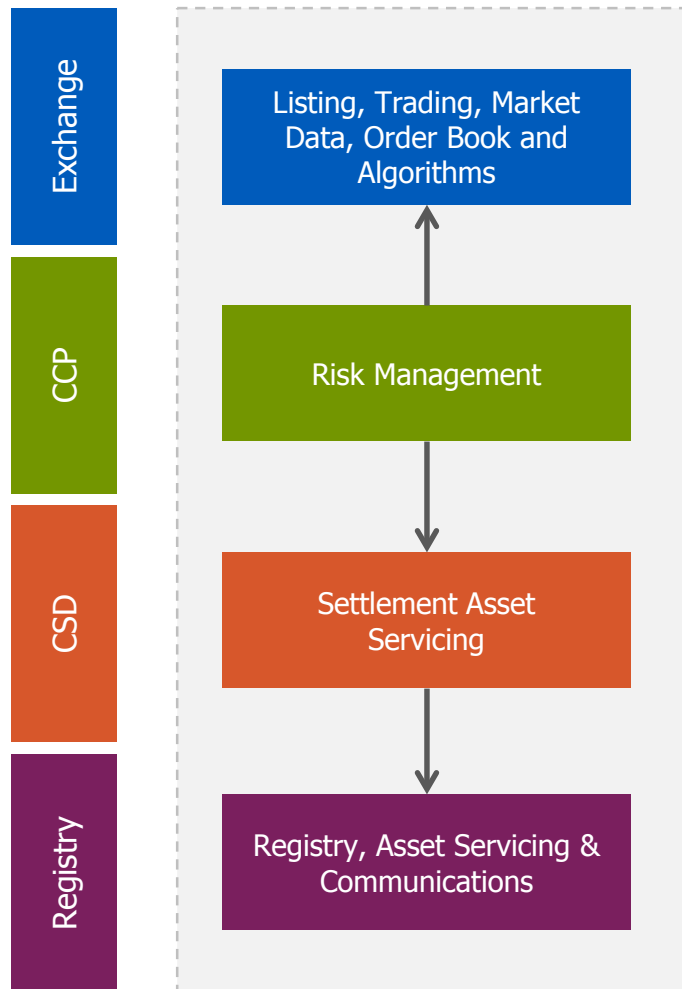 Exchange
Listing, Trading, Market
Data, Order Book and
Algorithms
CCP
Risk Management
CSD
Settlement Asset
Servicing
Registry
Registry, Asset Servicing &
Communications